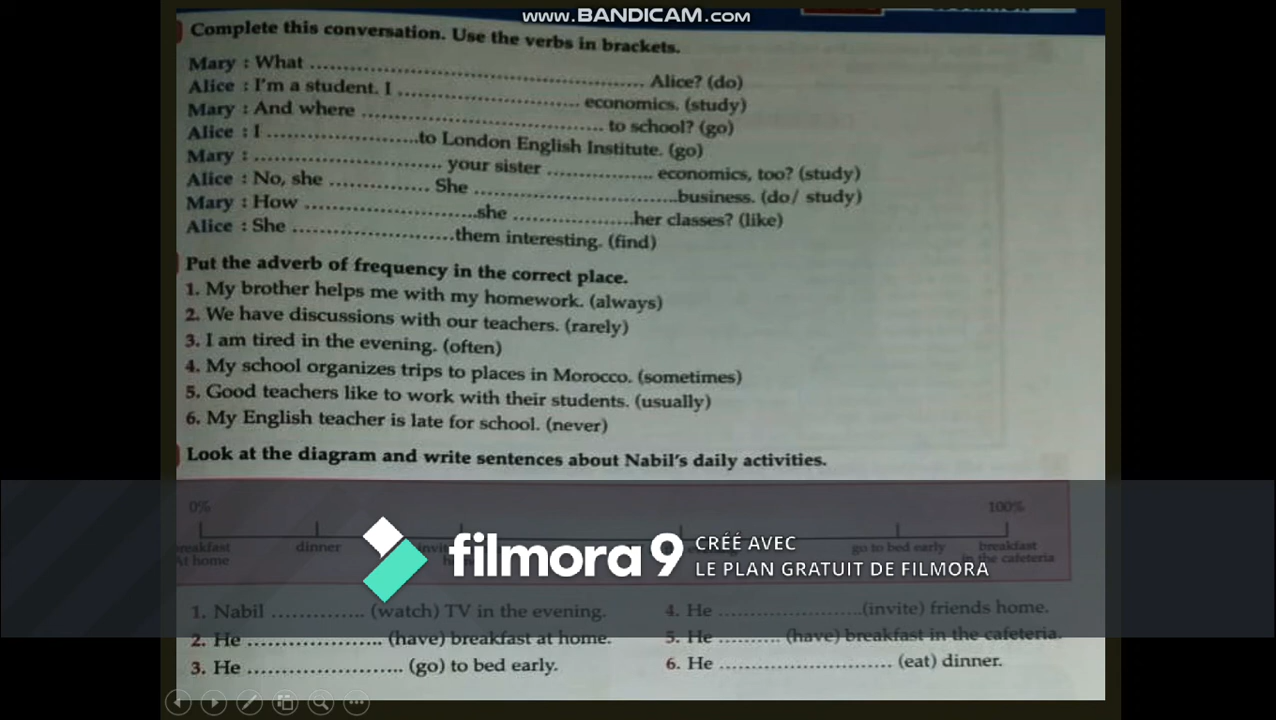 www.BANDICAM.com
Complete this conversation. Use the verbs in brackets.
Mary : What .................................................... Alice? (do)
Alice : I'm a student. I ............................ economics. (study)
Mary : And where ...................................... to school? (go)
Alice : I .......................to London English Institute. (go)
Mary : ............................. your sister ................ economics, too? (study)
Alice : No, she ............... She ...............................business. (do/ study)
Mary : How ..........................she ..................her classes? (like)
Alice : She .........................them interesting. (find)
Put the adverb of frequency in the correct place.
1. My brother helps me with my homework. (always)
2. We have discussions with our teachers. (rarely)
3. I am tired in the evening. (often)
4. My school organizes trips to places in Morocco. (sometimes)
5. Good teachers like to work with their students. (usually)
6. My English teacher is late for school. (never)
Look at the diagram and write sentences about Nabil's daily activities.
0% 100%
dinner go to bed early breakfast
At home in the cafeteria
filmora 9 CRÉÉ AVEC
LE PLAN GRATUIT DE FILMORA
1. Nabil .............. (watch) TV in the evening.
2. He ..................... (have) breakfast at home.
3. He ........................ (go) to bed early.
4. He ......................(invite) friends home.
5. He .......... (have) breakfast in the cafeteria.
6. He ........................... (eat) dinner.